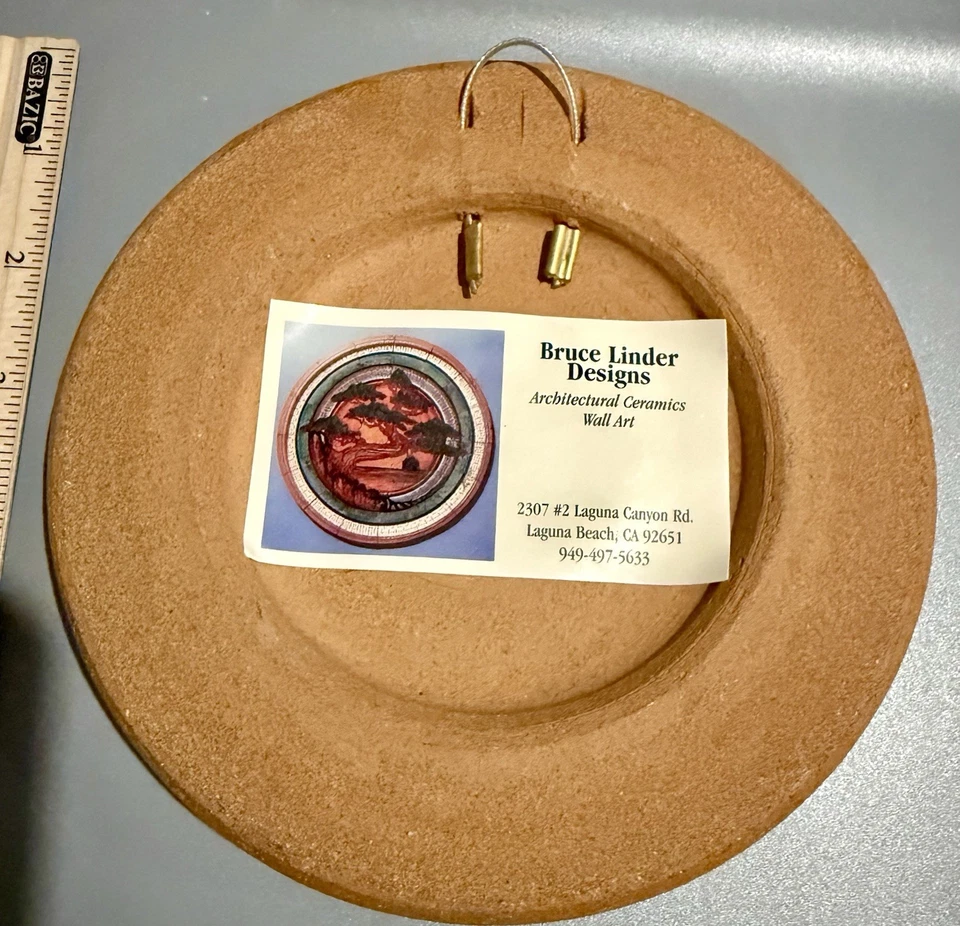 BAZIC
1
2
3
Bruce Linder
Designs
Architectural Ceramics
Wall Art
2307 #2 Laguna Canyon Rd.
Laguna Beach, CA 92651
949-497-5633